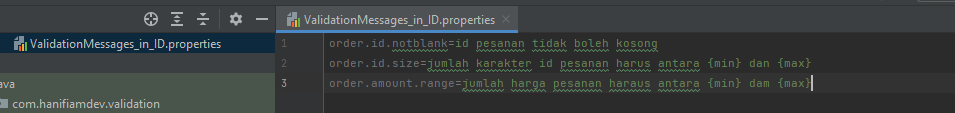 ValidationMessages_in_ID.properties
ValidationMessages_in_ID.properties
ava
com.hanifiamdev.validation
1 order.id.notblank=id pesanan tidak boleh kosong
2 order.id.size=jumlah karakter id pesanan harus antara {min} dan {max}
3 order.amount.range=jumlah harga pesanan haraus antara {min} dam {max}